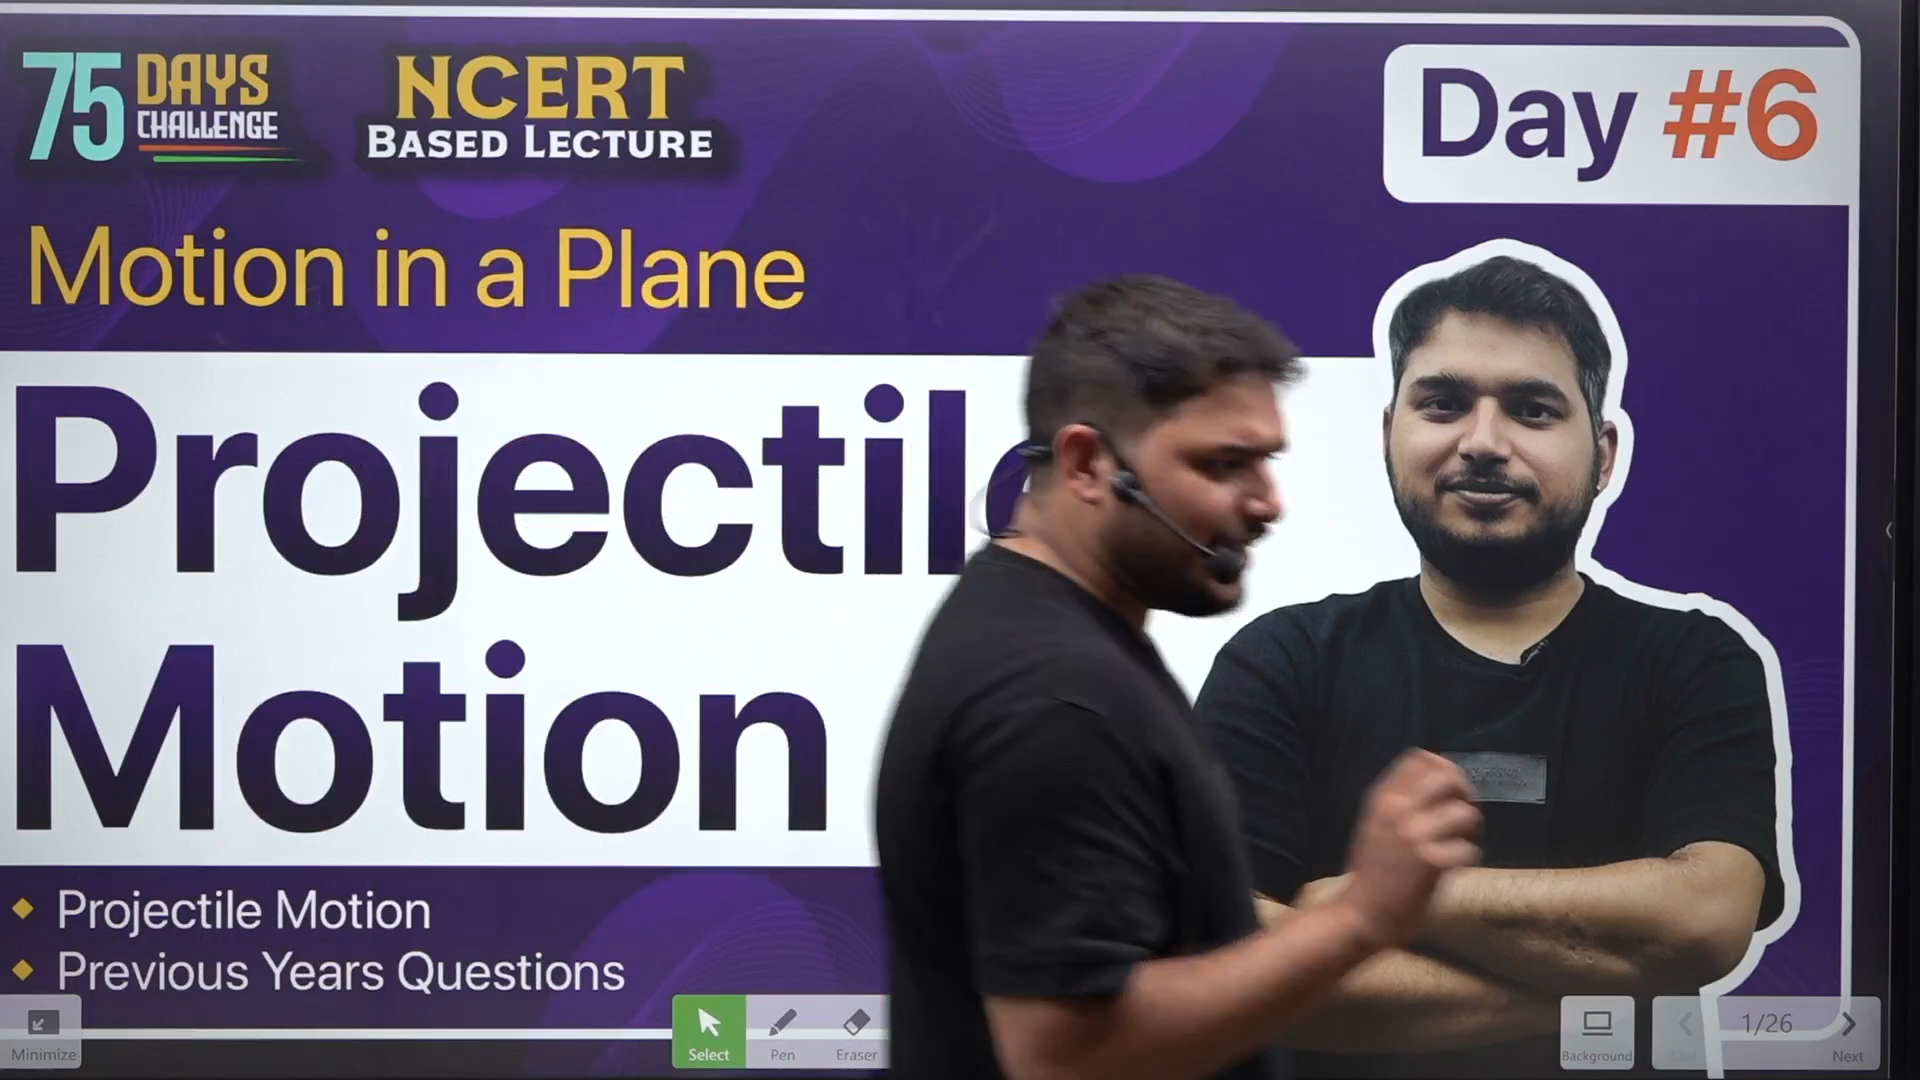 75 DAYS
CHALLENGE
NCERT
BASED LECTURE
Day #6
Motion in a Plane
Projectile
Motion
Projectile Motion
Previous Years Questions
Minimize
Select
Pen
Eraser
Background
1/26
Next